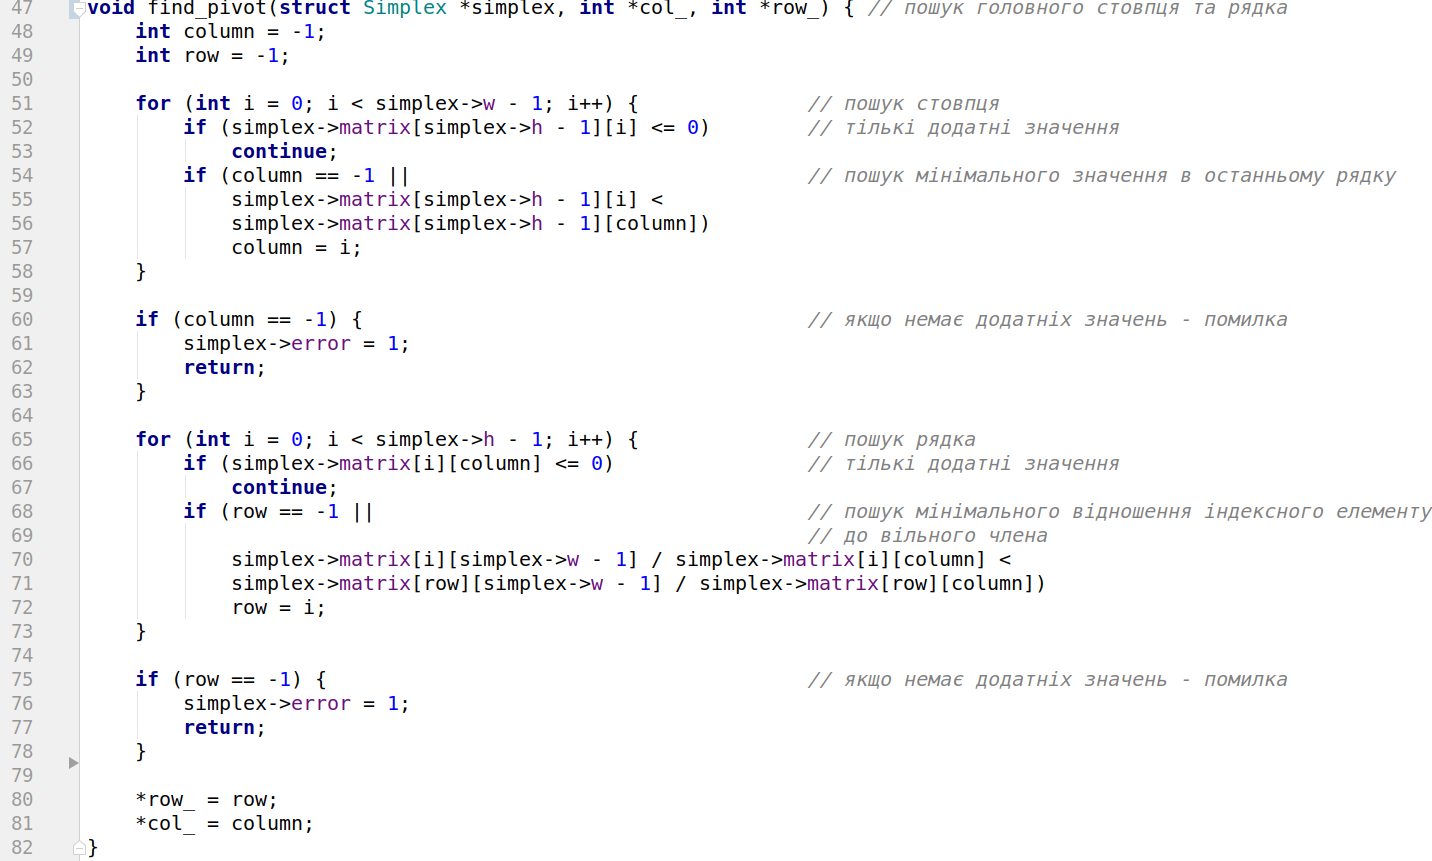 47 void find_pivot(struct Simplex *simplex, int *col_, int *row_) { // пошук головного стовпця та рядка
48 int column = -1;
49 int row = -1;
50
51 for (int i = 0; i < simplex->w - 1; i++) { // пошук стовпця
52 if (simplex->matrix[simplex->h - 1][i] <= 0) // тількі додатні значення
53 continue;
54 if (column == -1 || // пошук мінімального значення в останньому рядку
55 simplex->matrix[simplex->h - 1][i] <
56 simplex->matrix[simplex->h - 1][column])
57 column = i;
58 }
59
60 if (column == -1) { // якщо немає додатніх значень - помилка
61 simplex->error = 1;
62 return;
63 }
64
65 for (int i = 0; i < simplex->h - 1; i++) { // пошук рядка
66 if (simplex->matrix[i][column] <= 0) // тількі додатні значення
67 continue;
68 if (row == -1 || // пошук мінімального відношення індексного елементу
69 // до вільного члена
70 simplex->matrix[i][simplex->w - 1] / simplex->matrix[i][column] <
71 simplex->matrix[row][simplex->w - 1] / simplex->matrix[row][column])
72 row = i;
73 }
74
75 if (row == -1) { // якщо немає додатніх значень - помилка
76 simplex->error = 1;
77 return;
78 }
79
80 *row_ = row;
81 *col_ = column;
82 }